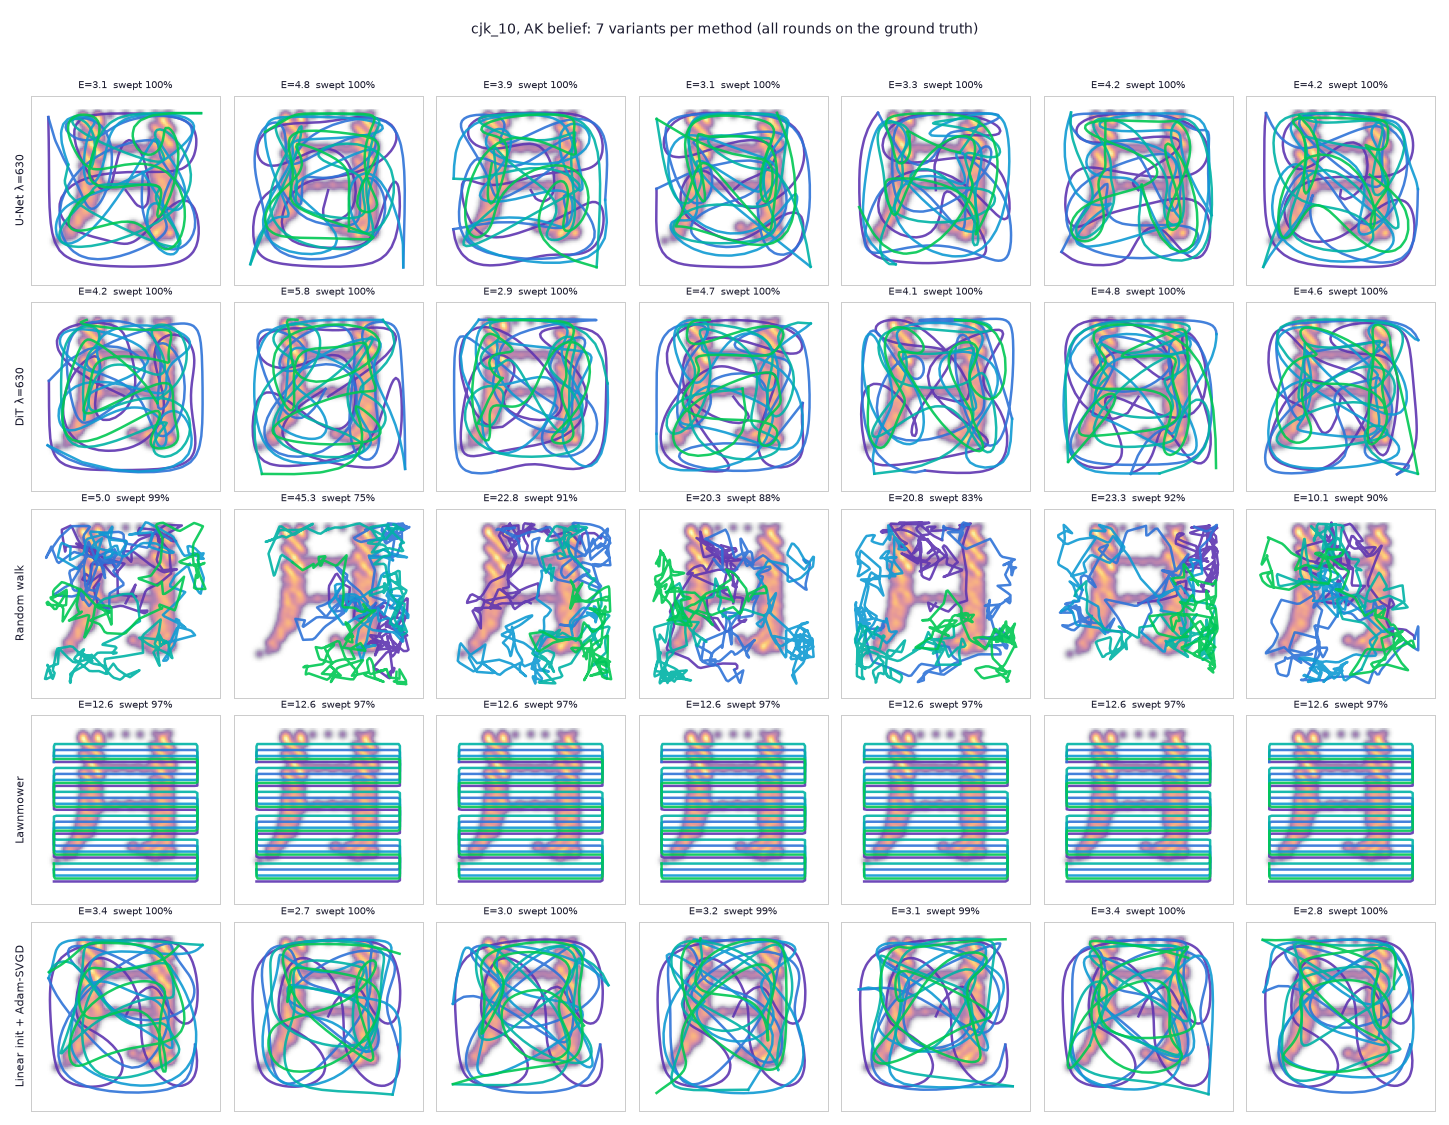 cjk_10, AK belief: 7 variants per method (all rounds on the ground truth)
E=3.1 swept 100% E=4.8 swept 100% E=3.9 swept 100% E=3.1 swept 100% E=3.3 swept 100% E=4.2 swept 100% E=4.2 swept 100%
U-Net λ=630
E=4.2 swept 100% E=5.8 swept 100% E=2.9 swept 100% E=4.7 swept 100% E=4.1 swept 100% E=4.8 swept 100% E=4.6 swept 100%
DiT λ=630
E=5.0 swept 99% E=45.3 swept 75% E=22.8 swept 91% E=20.3 swept 88% E=20.8 swept 83% E=23.3 swept 92% E=10.1 swept 90%
Random walk
E=12.6 swept 97% E=12.6 swept 97% E=12.6 swept 97% E=12.6 swept 97% E=12.6 swept 97% E=12.6 swept 97% E=12.6 swept 97%
Lawnmower
E=3.4 swept 100% E=2.7 swept 100% E=3.0 swept 100% E=3.2 swept 99% E=3.1 swept 99% E=3.4 swept 100% E=2.8 swept 100%
Linear init + Adam-SVGD